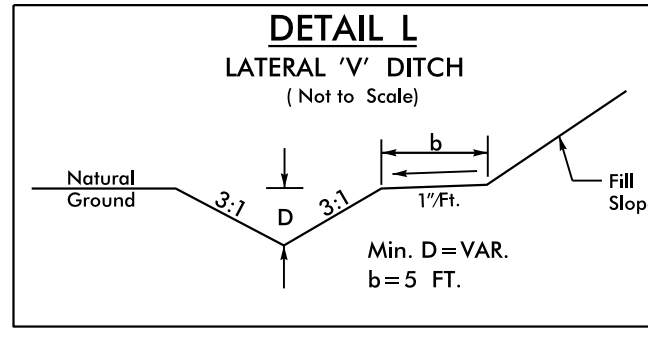 DETAIL L
LATERAL 'V' DITCH
( Not to Scale)
b
Natural
Ground
3:1
D
3:1
1"/Ft.
Fill
Slop
Min. D=VAR.
b=5 FT.